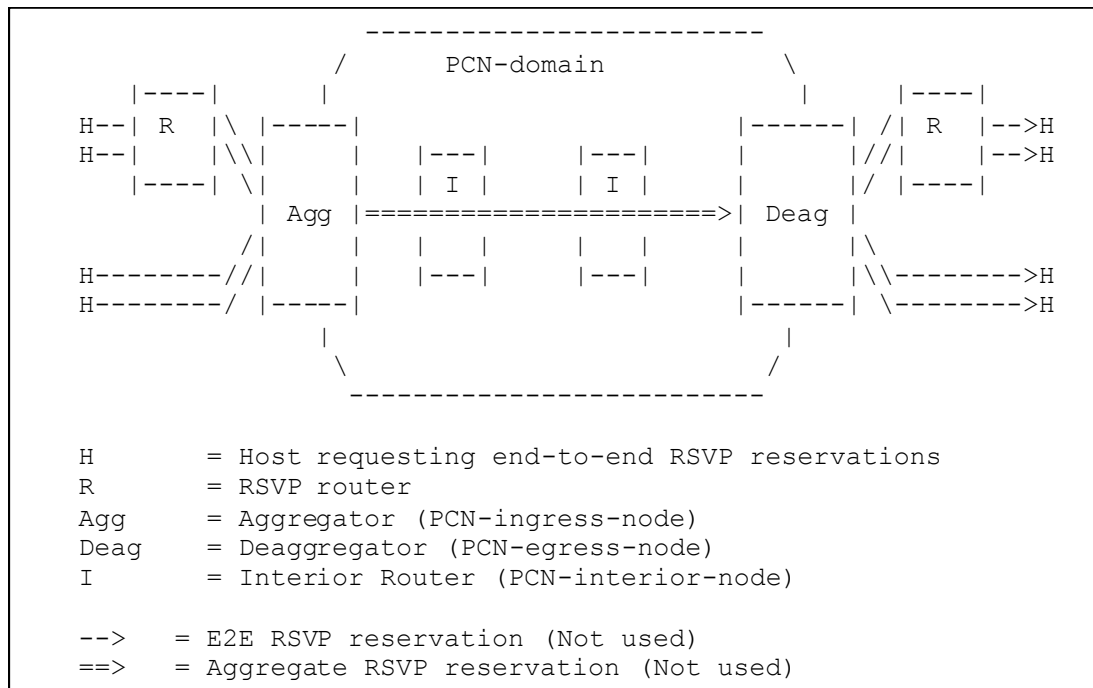 --------------------------
            /      PCN-domain           \
   |----|      |                              |     |----|
H--| R  |\ |-----|                        |------| /| R  |-->H
H--|    |\\|     |   |---|     |---|      |      |//|    |-->H
   |----| \|     |   | I |     | I |      |      |/ |----|
           | Agg |======================>| Deag |
          /|     |   |   |     |   |      |      |\
H--------//|     |   |---|     |---|      |      |\\-------->H
H--------/ |-----|                        |------| \-------->H
               |                             |
                \                           /
                 --------------------------
H       = Host requesting end-to-end RSVP reservations
R       = RSVP router
Agg     = Aggregator (PCN-ingress-node)
Deag    = Deaggregator (PCN-egress-node)
I       = Interior Router (PCN-interior-node)
-->   = E2E RSVP reservation (Not used)
==>   = Aggregate RSVP reservation (Not used)